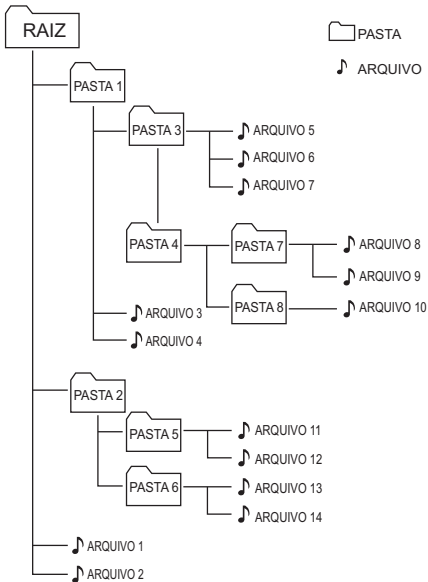 RAIZ
PASTA
ARQUIVO
PASTA 1
PASTA 3
ARQUIVO 5
ARQUIVO 6
ARQUIVO 7
PASTA 4
PASTA 7
ARQUIVO 8
ARQUIVO 9
PASTA 8
ARQUIVO 10
ARQUIVO 3
ARQUIVO 4
PASTA 2
PASTA 5
ARQUIVO 11
ARQUIVO 12
PASTA 6
ARQUIVO 13
ARQUIVO 14
ARQUIVO 1
ARQUIVO 2